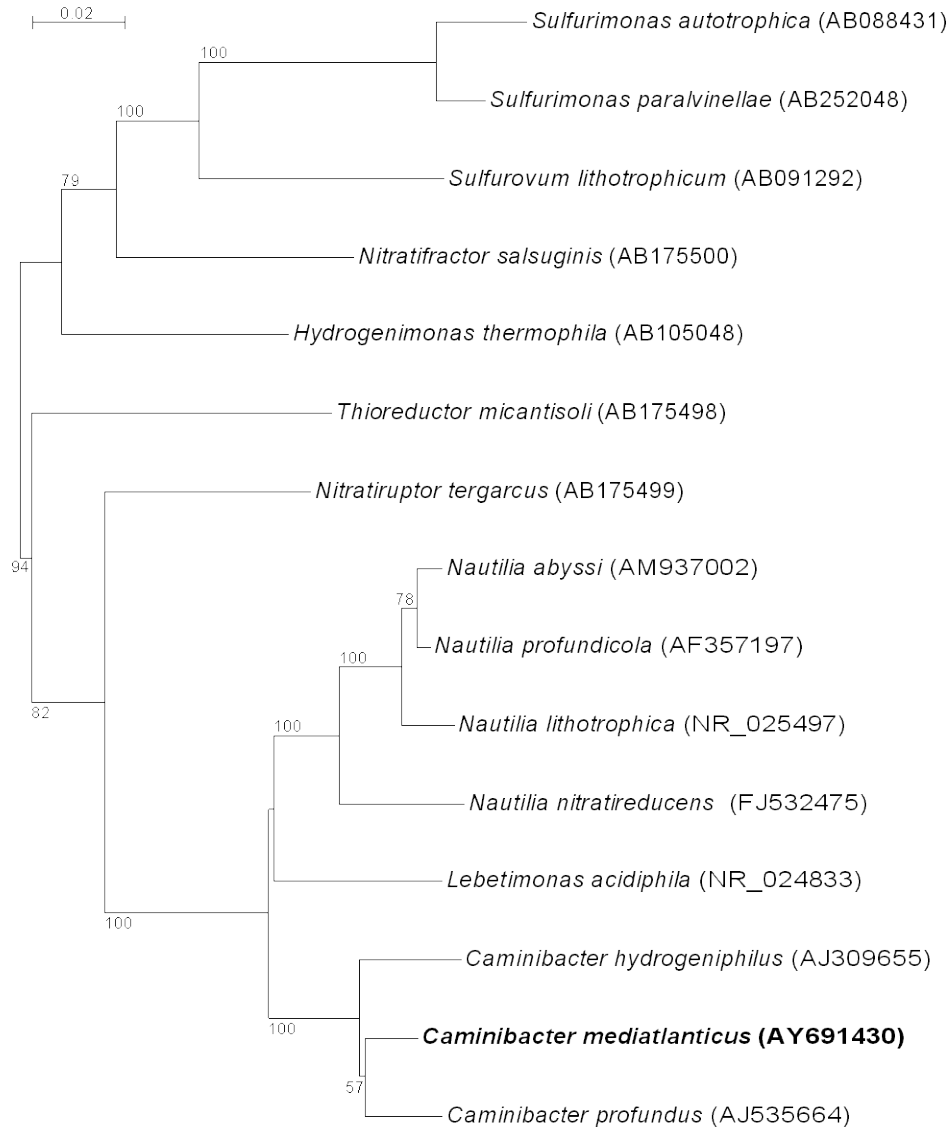 0.02
Sulfurimonas autotrophica (AB088431)
100
Sulfurimonas paralvinellae (AB252048)
100
Sulfurovum lithotrophicum (AB091292)
79
Nitratifractor salsuginis (AB175500)
Hydrogenimonas thermophila (AB105048)
Thioreductor micantisoli (AB175498)
Nitratiruptor tergarcus (AB175499)
94
Nautilia abyssi (AM937002)
78
Nautilia profundicola (AF357197)
100
82
Nautilia lithotrophica (NR_025497)
100
Nautilia nitratireducens (FJ532475)
Lebetimonas acidiphila (NR_024833)
100
Caminibacter hydrogeniphilus (AJ309655)
100
Caminibacter mediatlanticus (AY691430)
57
Caminibacter profundus (AJ535664)